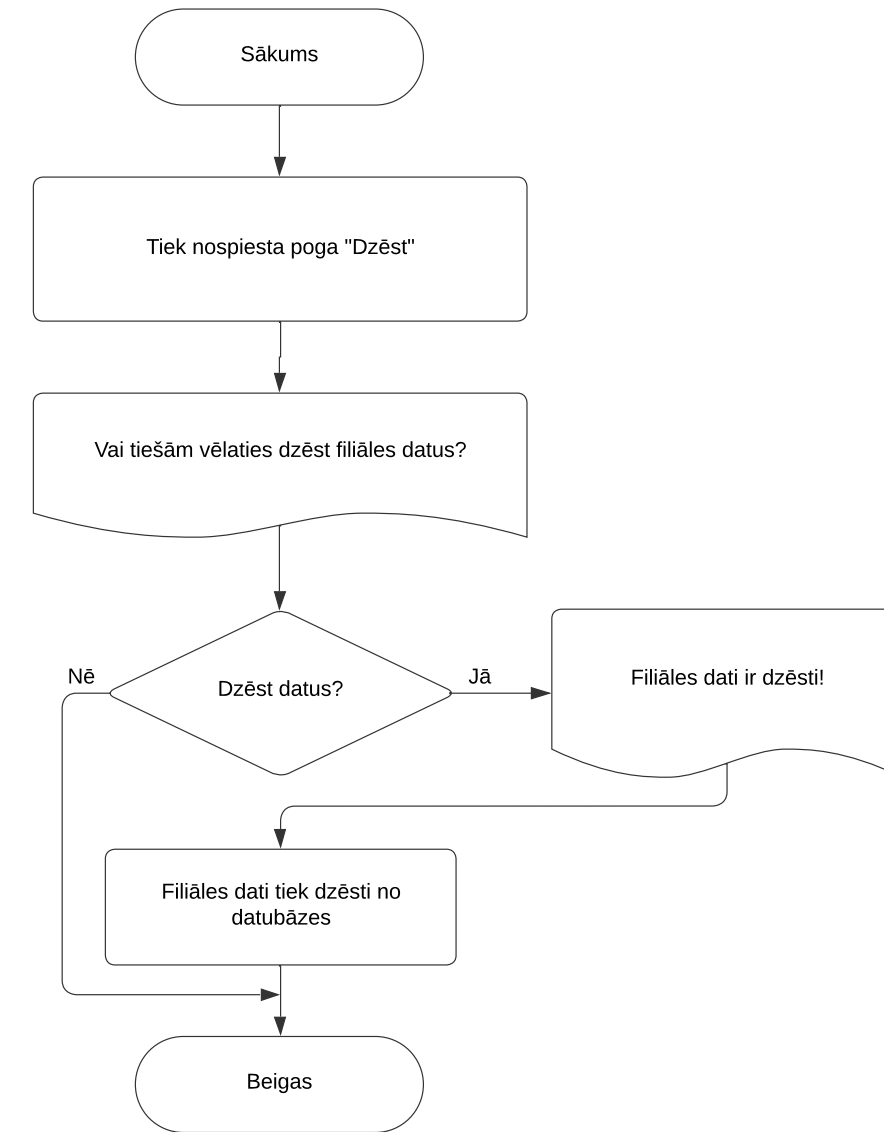 Sākums
Tiek nospiesta poga "Dzēst"
Vai tiešām vēlaties dzēst filiāles datus?
Nē
Dzēst datus?
Jā
Filiāles dati ir dzēsti!
Filiāles dati tiek dzēsti no
datubāzes
Beigas